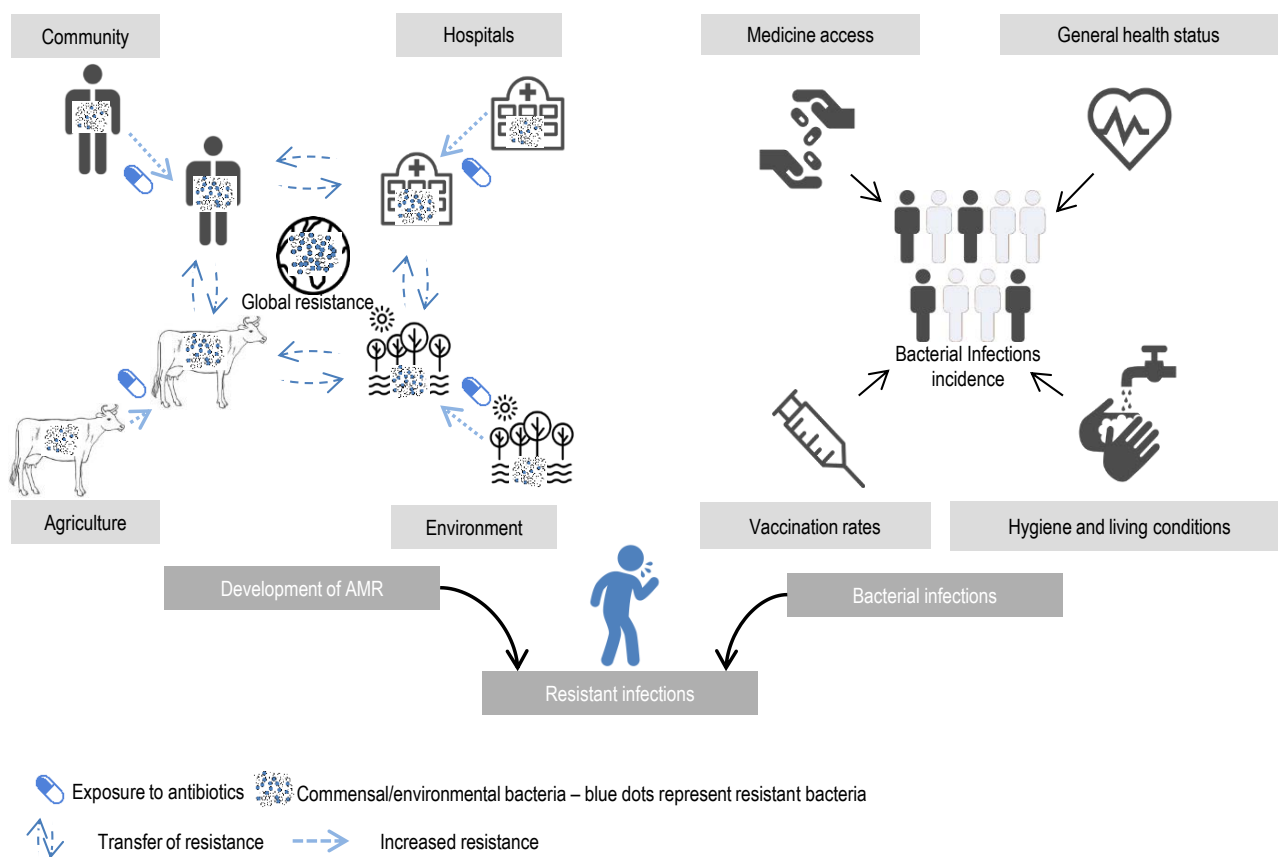 Community
Hospitals
Medicine access
General health status
Global resistance
Bacterial Infections
incidence
Agriculture
Environment
Vaccination rates
Hygiene and living conditions
Development of AMR
Bacterial infections
Resistant infections
Exposure to antibiotics
Commensal/environmental bacteria – blue dots represent resistant bacteria
Transfer of resistance
Increased resistance